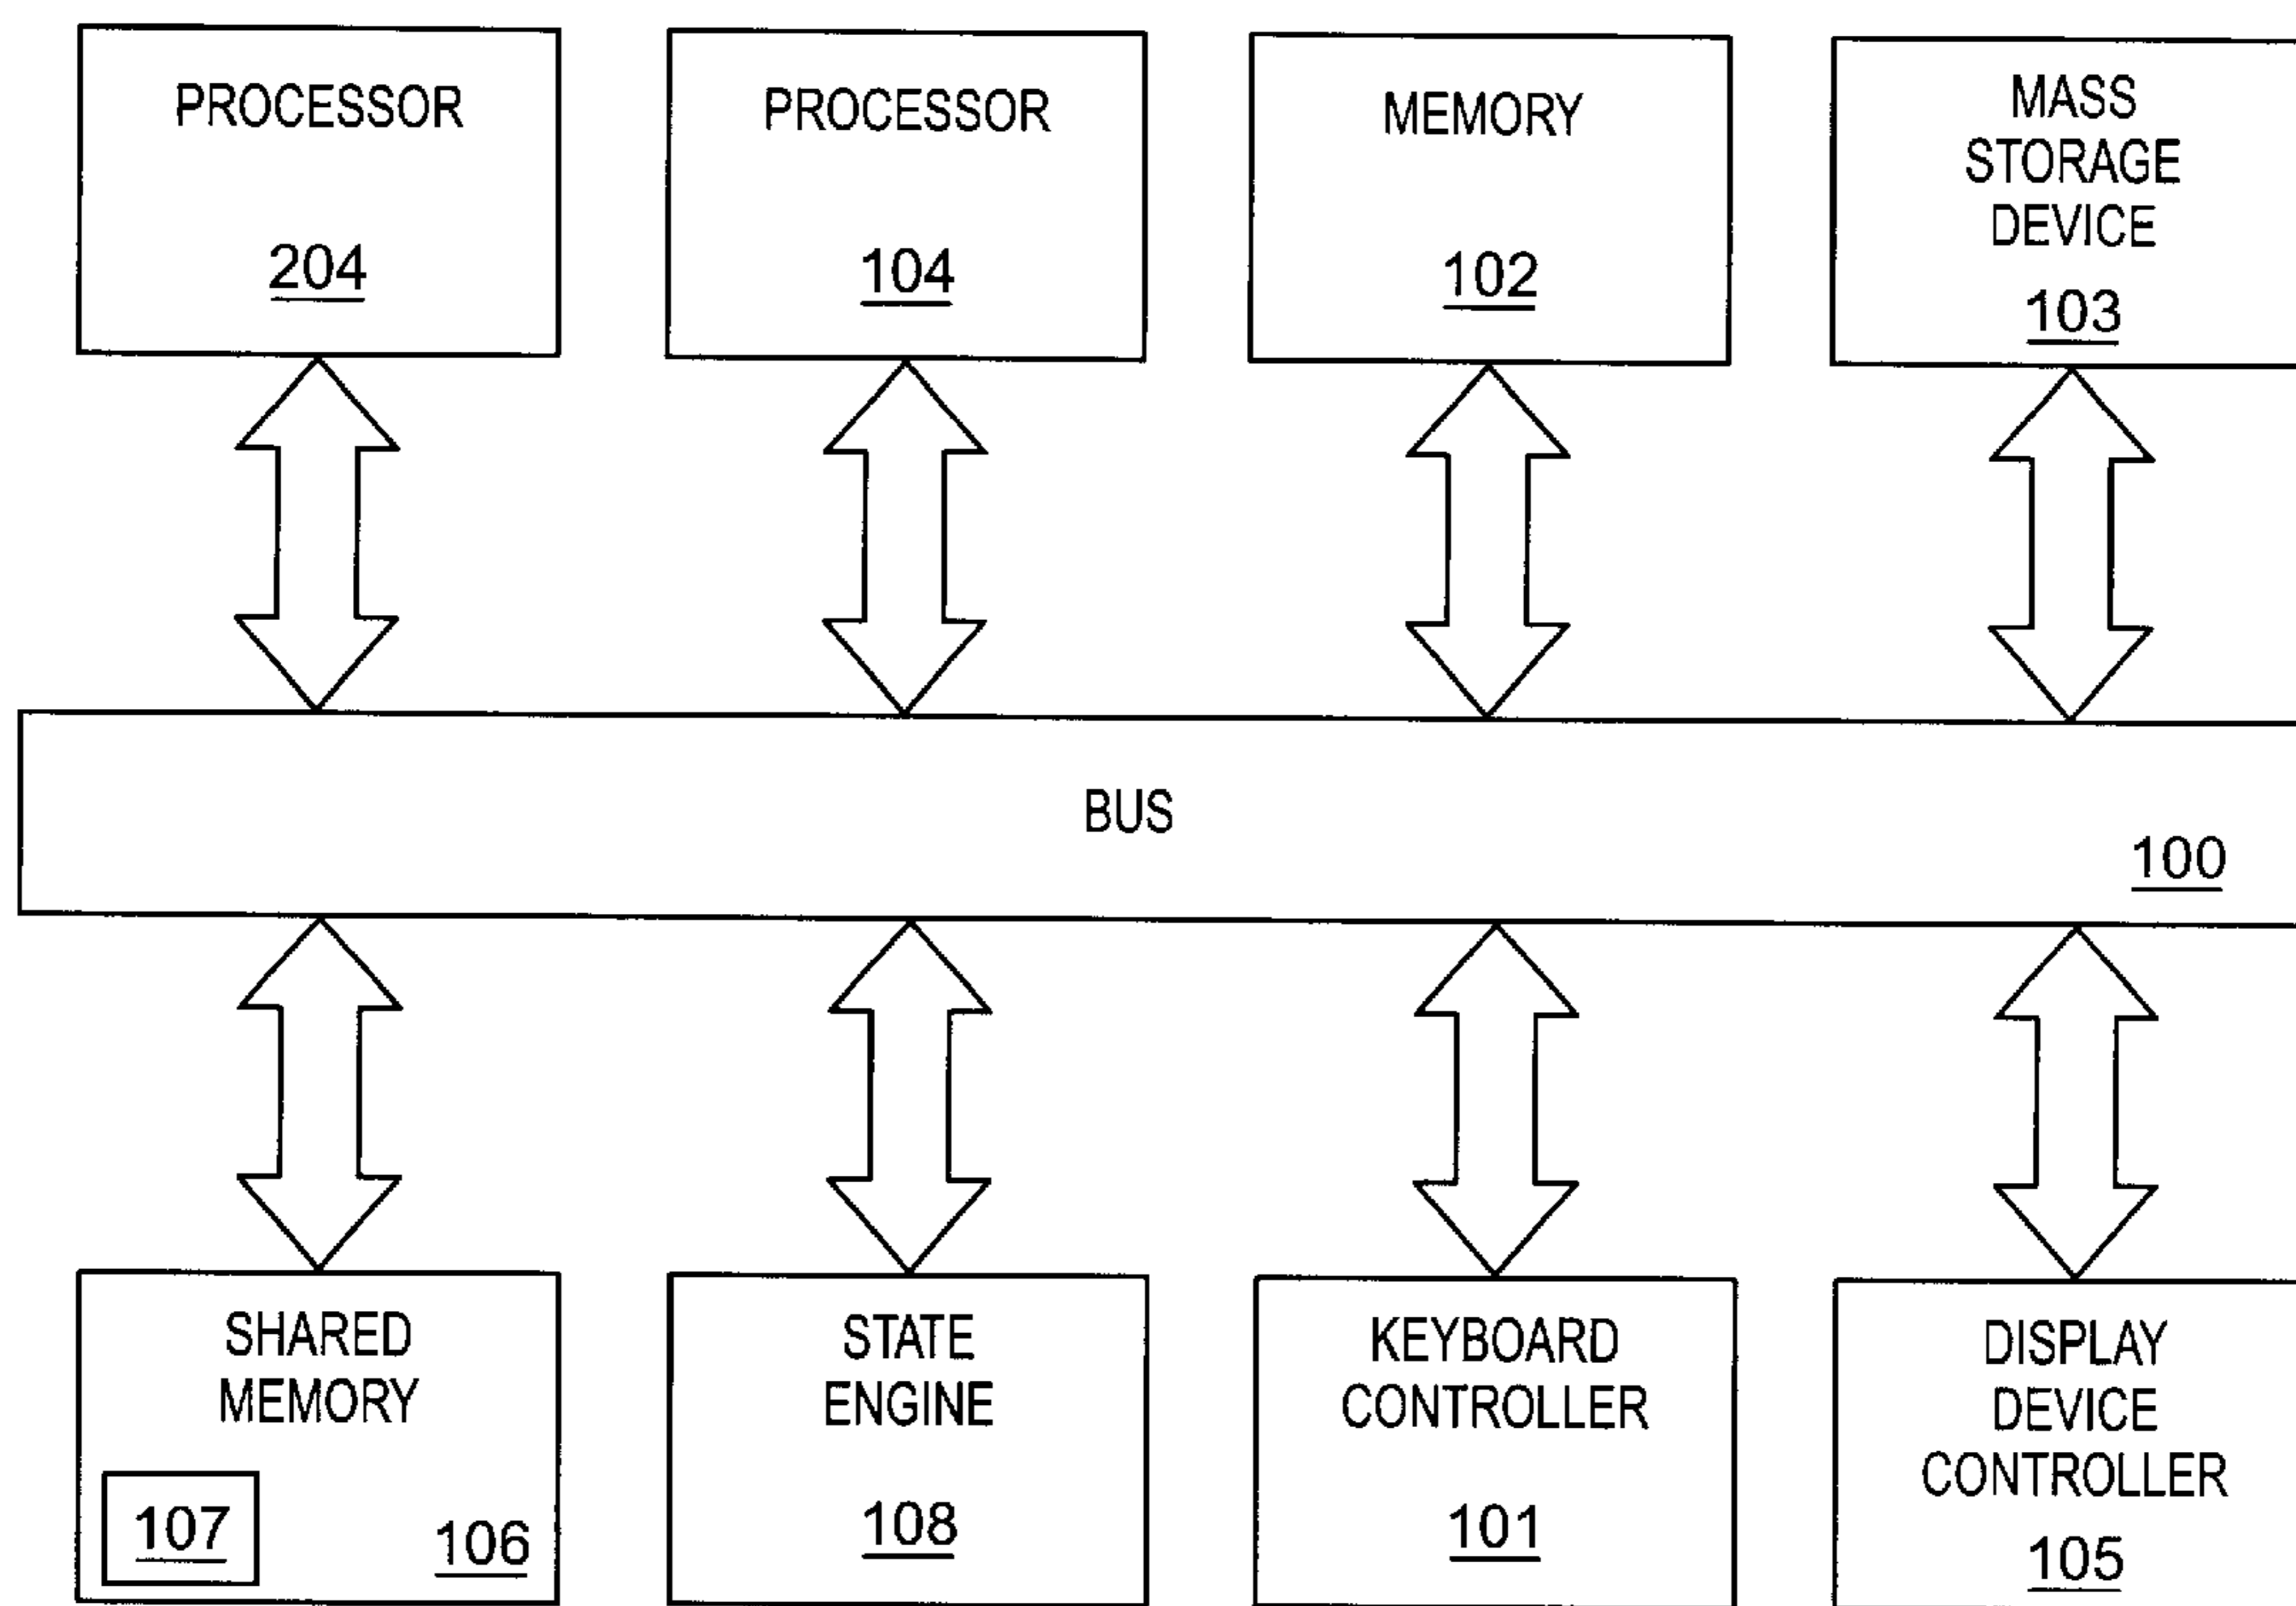 PROCESSOR
204
PROCESSOR
104
MEMORY
102
MASS
STORAGE
DEVICE
103
BUS
100
SHARED
MEMORY
107
106
STATE
ENGINE
108
KEYBOARD
CONTROLLER
101
DISPLAY
DEVICE
CONTROLLER
105